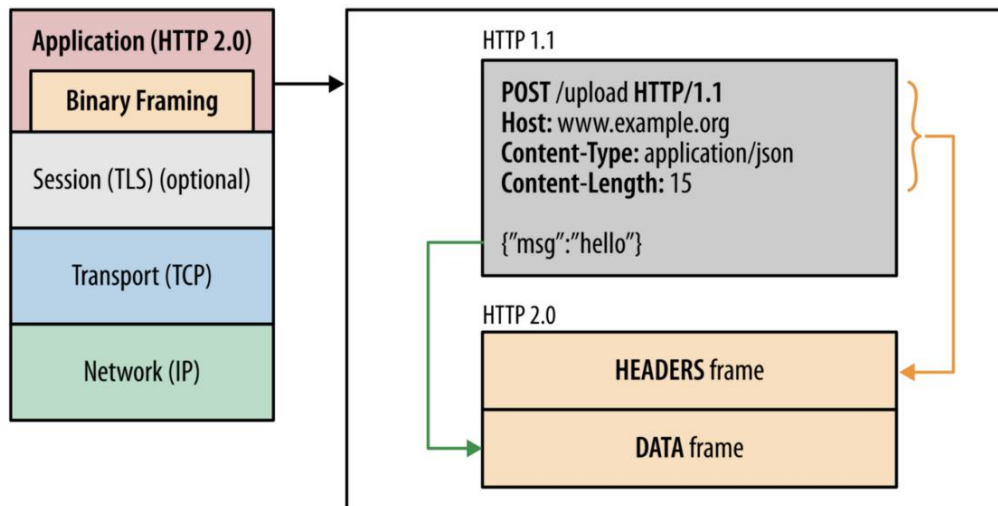 Application (HTTP 2.0)
Binary Framing
Session (TLS) (optional)
Transport (TCP)
Network (IP)
HTTP 1.1
POST /upload HTTP/1.1
Host: www.example.org
Content-Type: application/json
Content-Length: 15
{"msg":"hello"}
HTTP 2.0
HEADERS frame
DATA frame